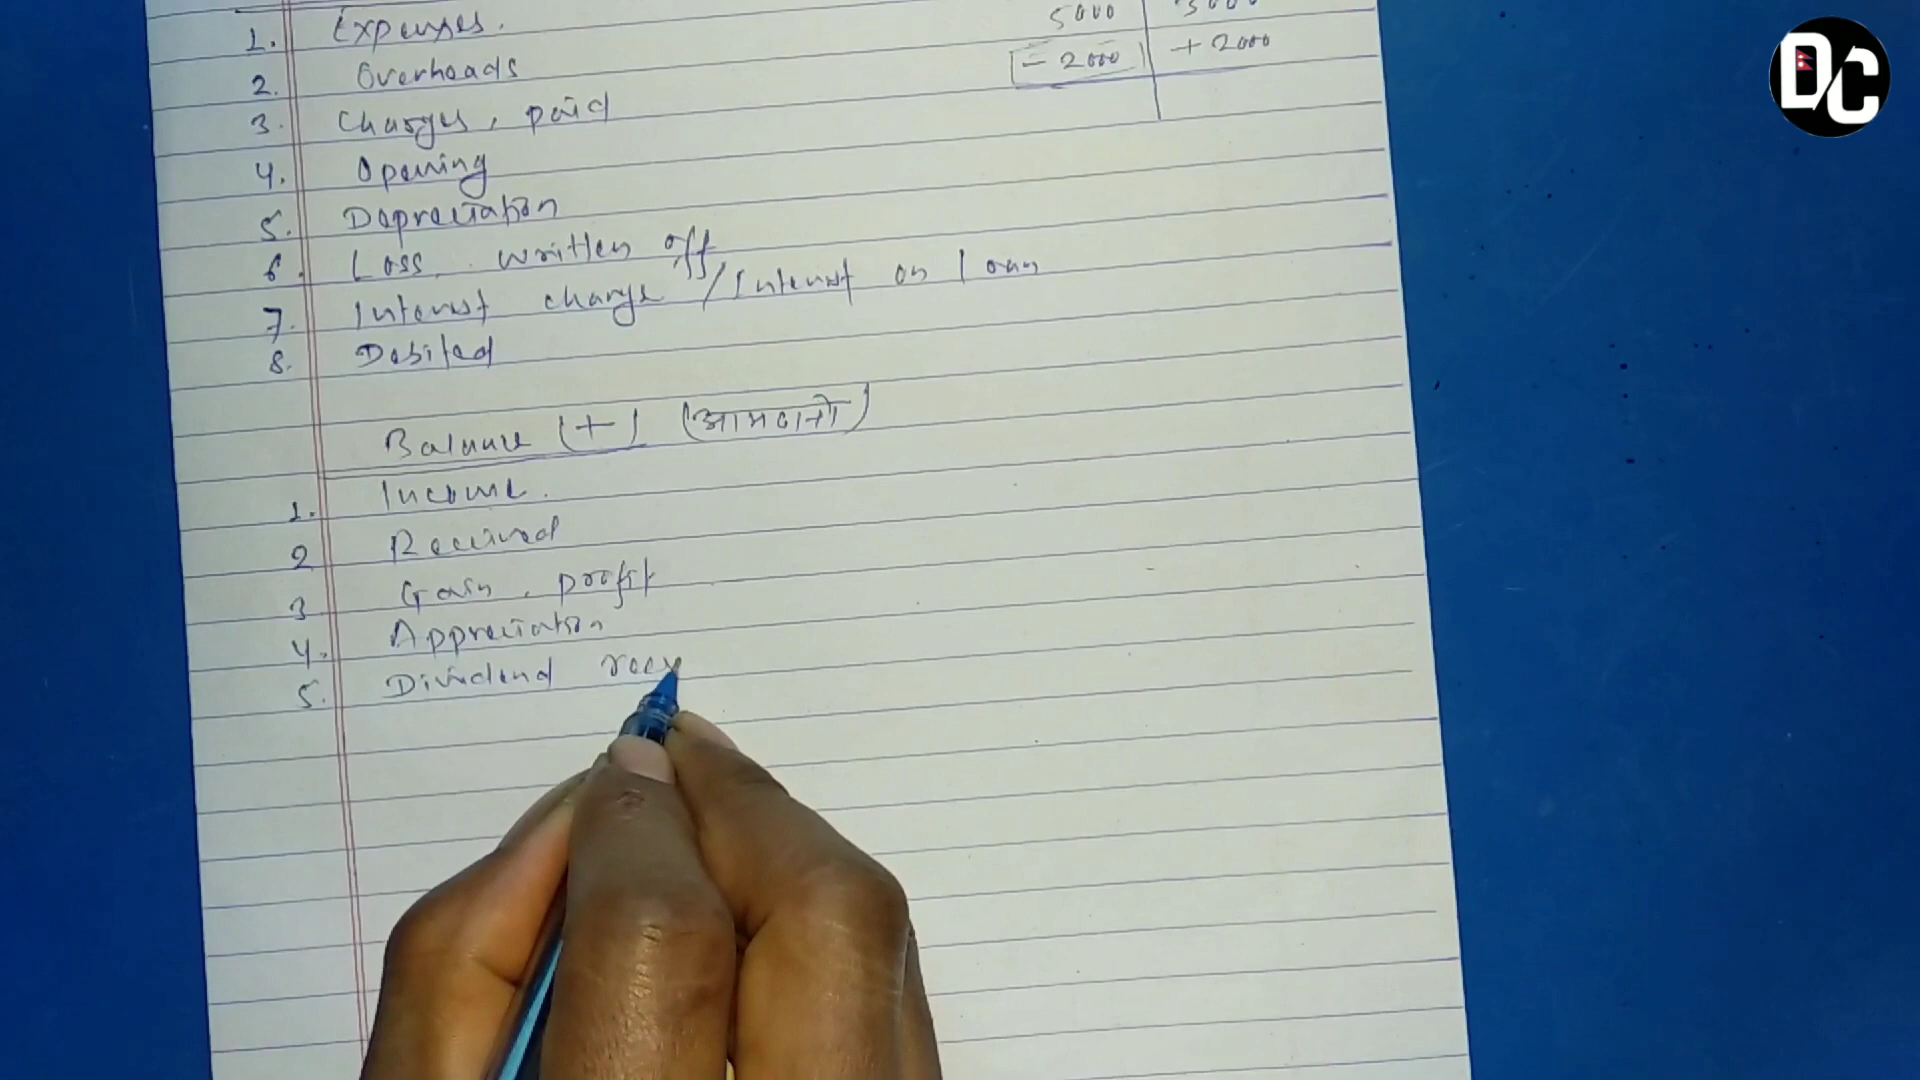 1. Expenses. 5000
2. Overheads - 2000 + 2000
3. Charges, paid
4. Opening
5. Depreciation
6. Loss, written off
7. Interest charge / Interest on loan
8. Debited
Balance (+) (आमदानी)
1. Income.
2 Received
3 Gain, profit
4. Appreciation
5. Dividend
DC